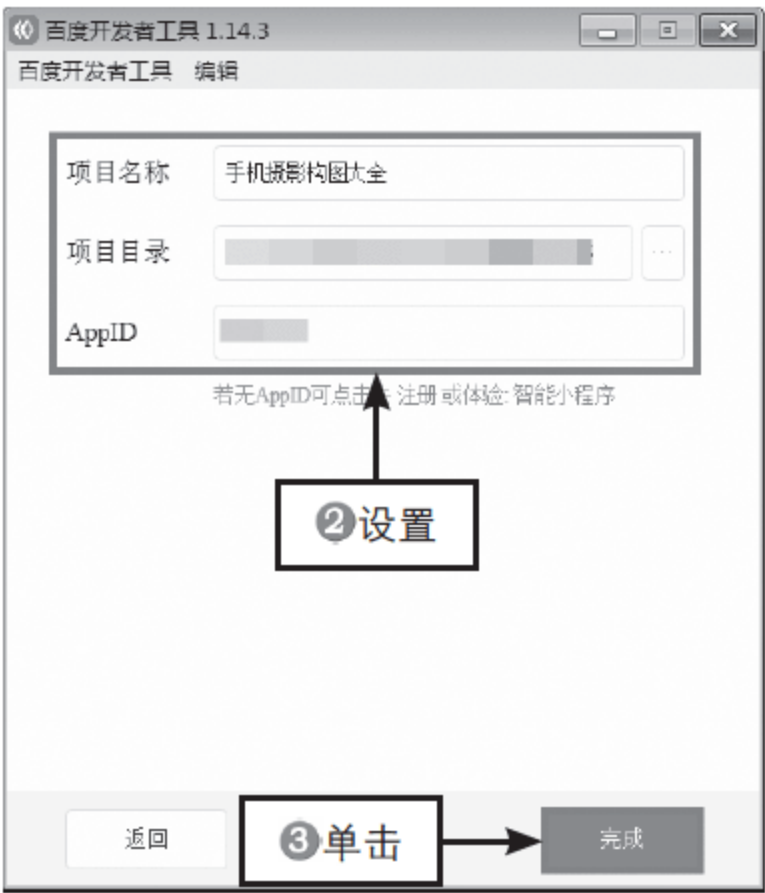 百度开发者工具 1.14.3
百度开发者工具 编辑
项目名称 手机摄影构图大全
项目目录 ...
AppID
若无AppID可点击 注册 或体验: 智能小程序
❷设置
返回 ❸单击 完成